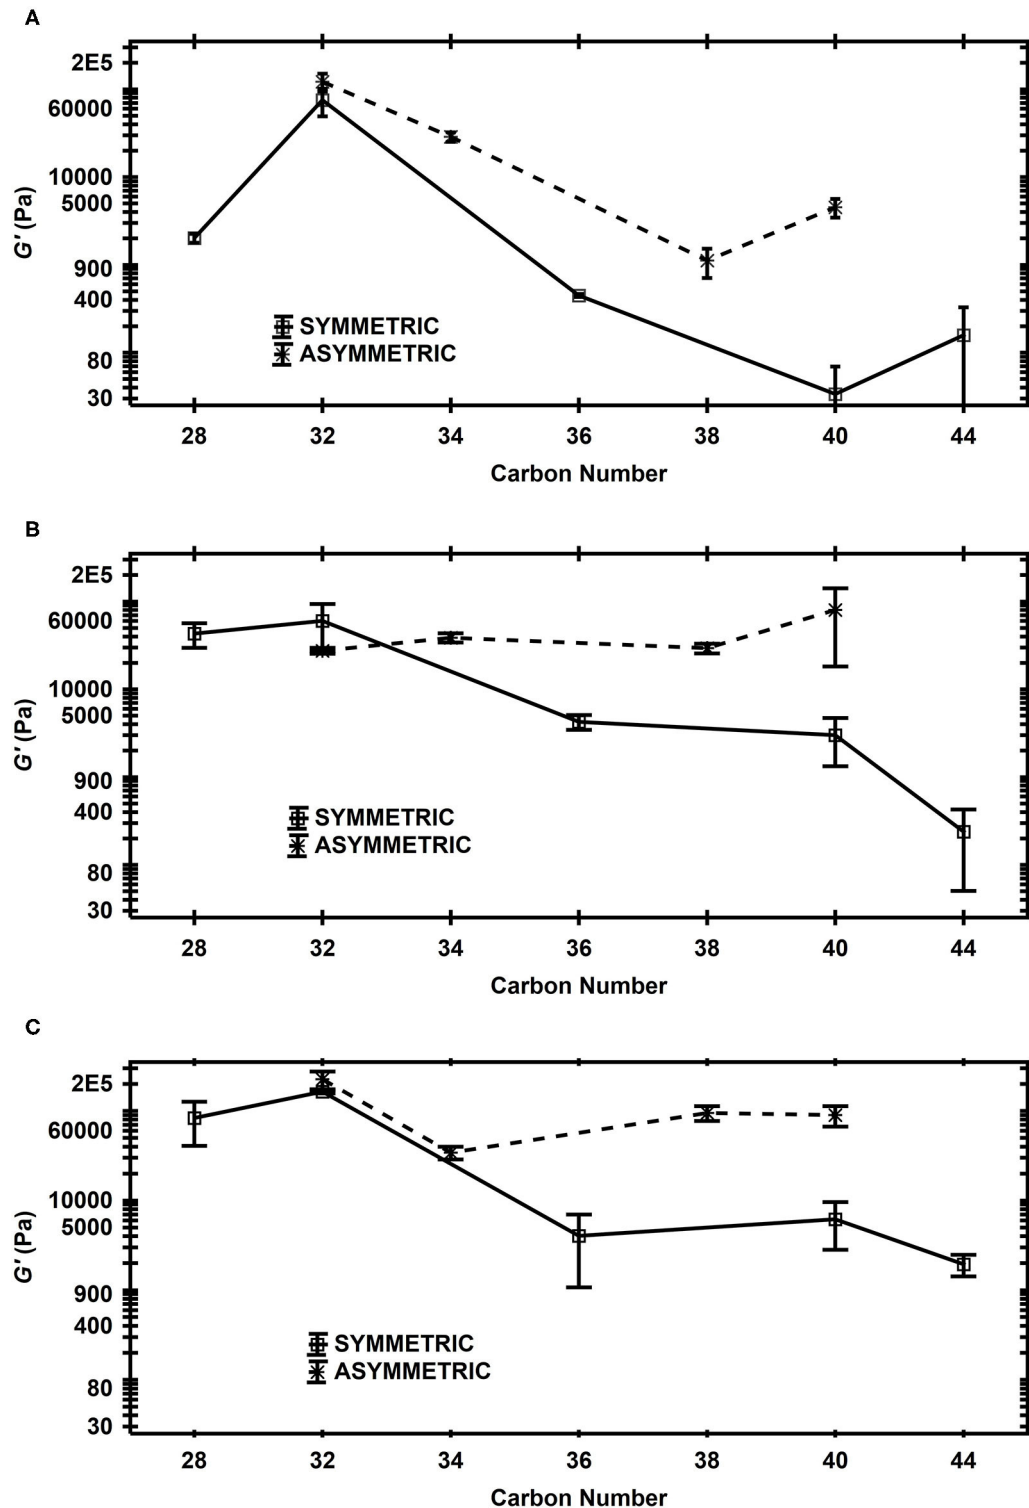 A
2E5
60000
10000
5000
900
400
80
30
G' (Pa)
SYMMETRIC
ASYMMETRIC
28 32 34 36 38 40 44
Carbon Number
B
2E5
60000
10000
5000
900
400
80
30
G' (Pa)
SYMMETRIC
ASYMMETRIC
28 32 34 36 38 40 44
Carbon Number
C
2E5
60000
10000
5000
900
400
80
30
G' (Pa)
SYMMETRIC
ASYMMETRIC
28 32 34 36 38 40 44
Carbon Number